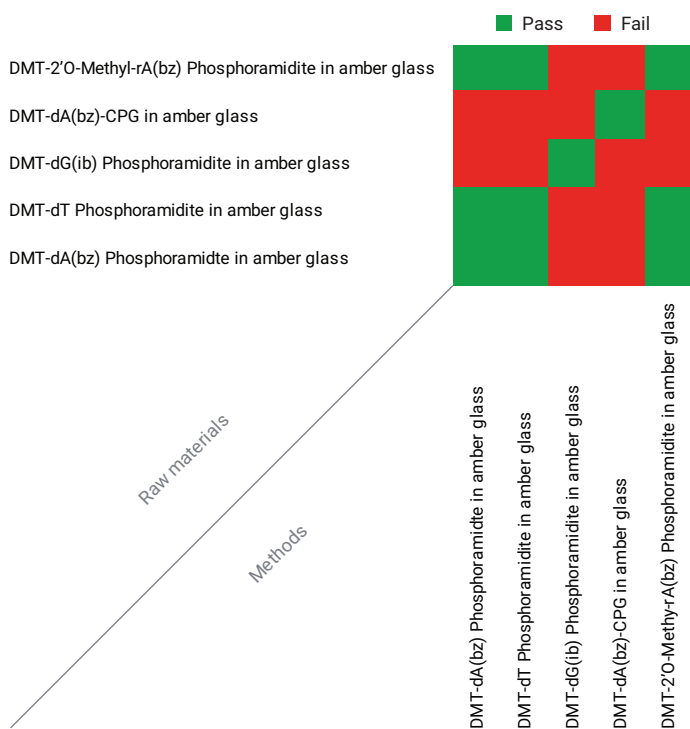 Pass
Fail
DMT-2’O-Methyl-rA(bz) Phosphoramidite in amber glass
DMT-dA(bz)-CPG in amber glass
DMT-dG(ib) Phosphoramidite in amber glass
DMT-dT Phosphoramidite in amber glass
DMT-dA(bz) Phosphoramidte in amber glass
Raw materials
Methods
DMT-dA(bz) Phosphoramidte in amber glass
DMT-dT Phosphoramidite in amber glass
DMT-dG(ib) Phosphoramidite in amber glass
DMT-dA(bz)-CPG in amber glass
DMT-2’O-Methy-rA(bz) Phosphoramidite in amber glass